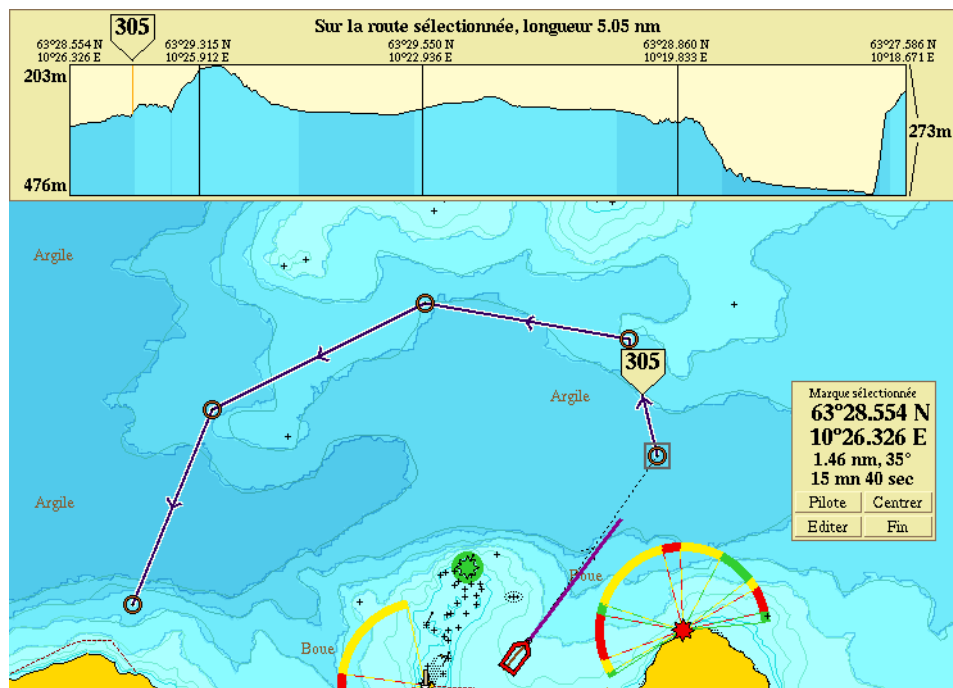 305
Sur la route sélectionnée, longueur 5.05 nm
63°28.554 N
10°26.326 E
63°29.315 N
10°25.912 E
63°29.550 N
10°22.936 E
63°28.860 N
10°19.833 E
63°27.586 N
10°18.671 E
203m
273m
476m
Argile
305
Argile
Argile
Marque sélectionnée
63°28.554 N
10°26.326 E
1.46 nm, 35°
15 mn 40 sec
Pilote
Centrer
Editer
Fin
Boue
Boue